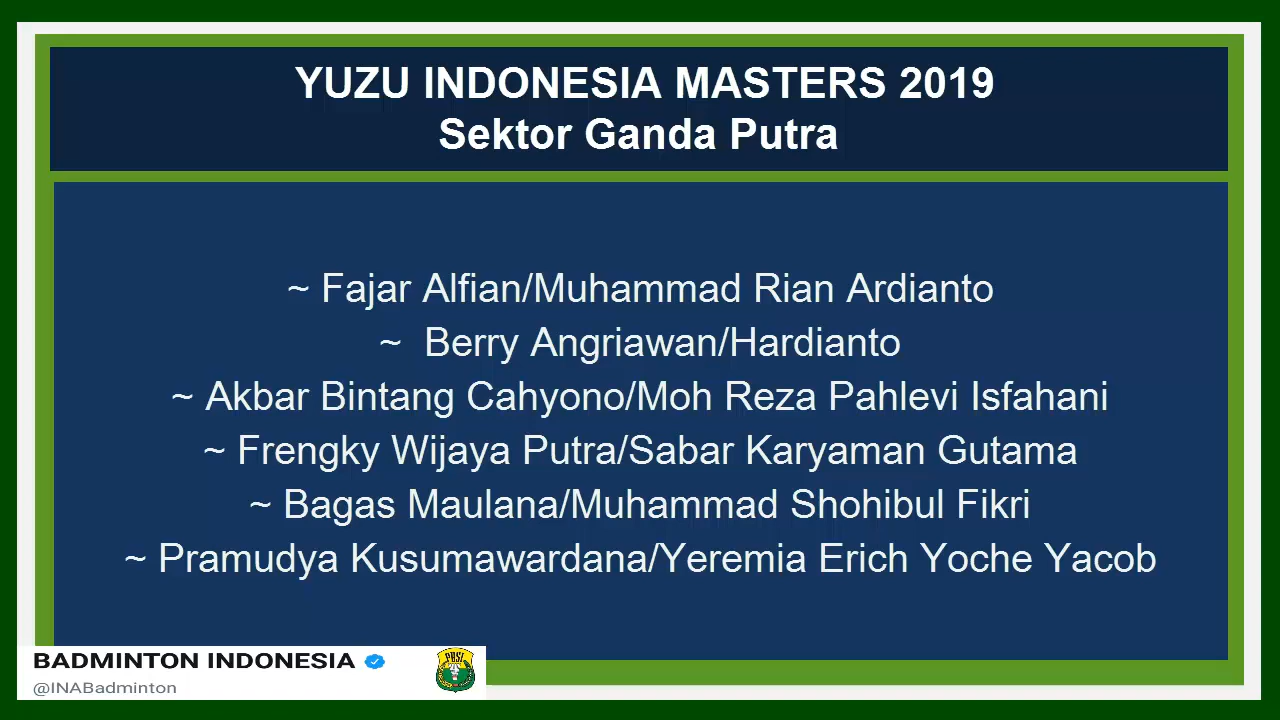 YUZU INDONESIA MASTERS 2019
Sektor Ganda Putra
~ Fajar Alfian/Muhammad Rian Ardianto
~ Berry Angriawan/Hardianto
~ Akbar Bintang Cahyono/Moh Reza Pahlevi Isfahani
~ Frengky Wijaya Putra/Sabar Karyaman Gutama
~ Bagas Maulana/Muhammad Shohibul Fikri
~ Pramudya Kusumawardana/Yeremia Erich Yoche Yacob
BADMINTON INDONESIA
PBSI
@INABadminton